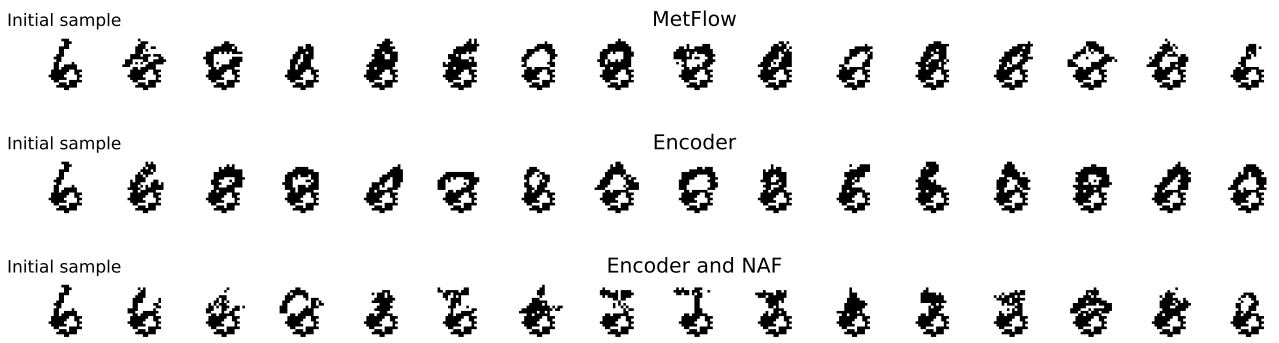 Initial sample
MetFlow
Initial sample
Encoder
Initial sample
Encoder and NAF